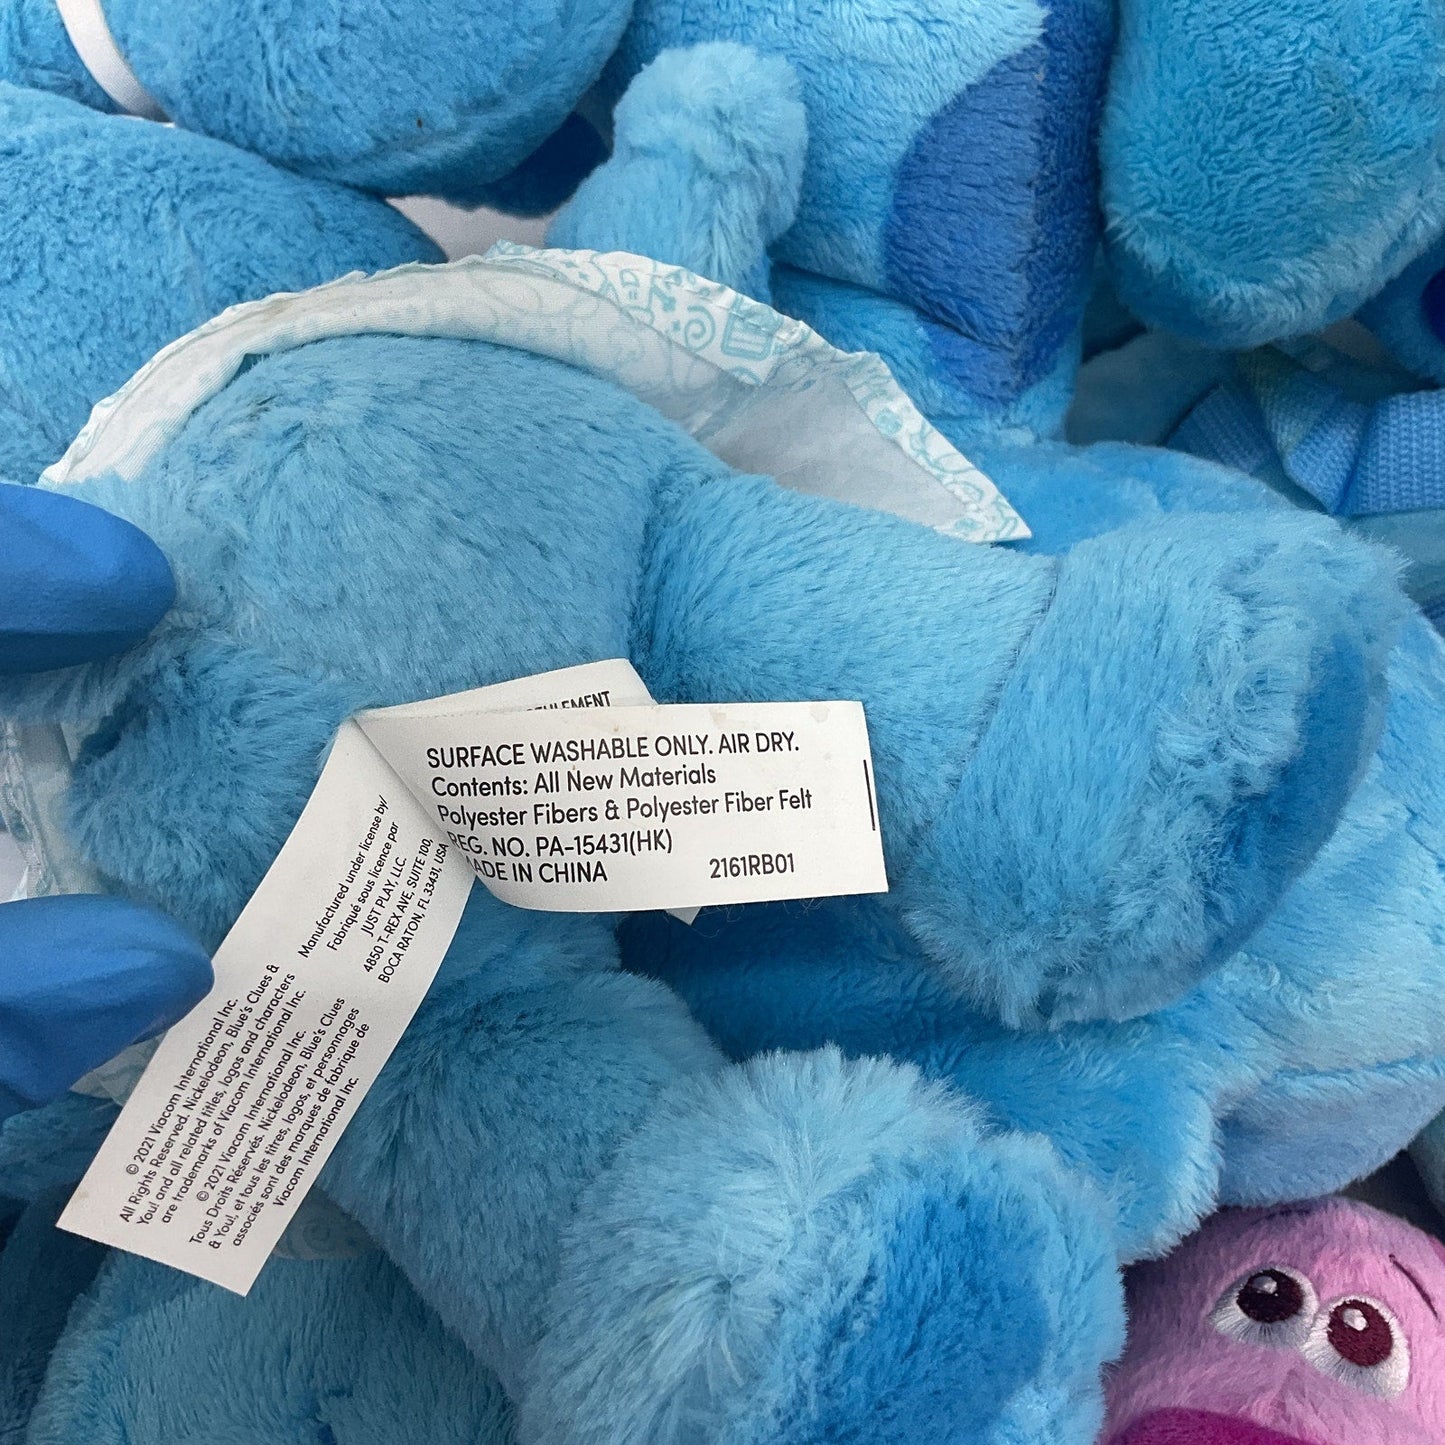 SURFACE WASHABLE ONLY. AIR DRY.
Contents: All New Materials
Polyester Fibers & Polyester Fiber Felt
REG. NO. PA-15431(HK)
MADE IN CHINA 2161RB01
Manufactured under license by/
Fabriqué sous licence par
JUST PLAY, LLC.
4850 T-REX AVE, SUITE 100,
BOCA RATON, FL 33431, USA
© 2021 Viacom International Inc.
All Rights Reserved. Nickelodeon, Blue's Clues &
You! and all related titles, logos and characters
are trademarks of Viacom International Inc.
© 2021 Viacom International Inc.
Tous Droits Réservés. Nickelodeon, Blue's Clues
& You!, et tous les titres, logos, et personnages
associés sont des marques de fabrique de
Viacom International Inc.